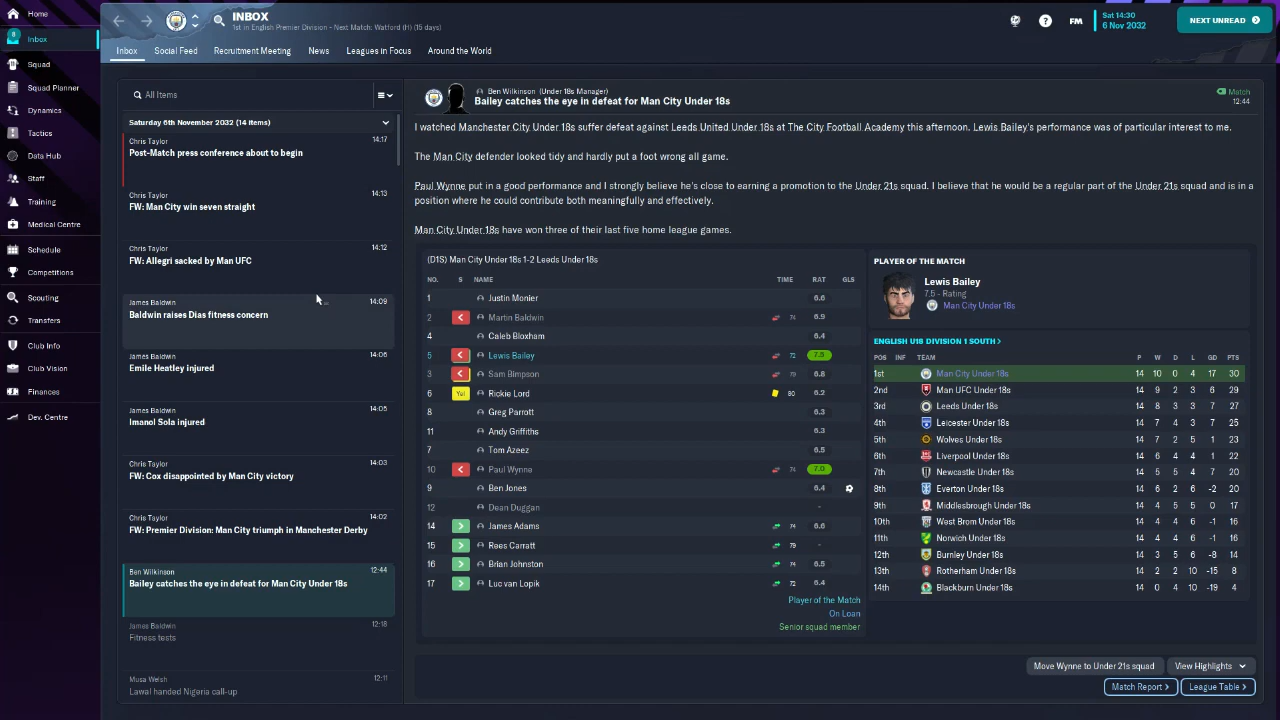 Home
Inbox
8
Squad
Squad Planner
Dynamics
Tactics
Data Hub
Staff
Training
Medical Centre
Schedule
Competitions
Scouting
Transfers
Club Info
Club Vision
Finances
Dev. Centre
INBOX
1st in English Premier Division - Next Match: Watford (H) (15 days)
FM
Sat 14:30
6 Nov 2032
NEXT UNREAD
Inbox Social Feed Recruitment Meeting News Leagues in Focus Around the World
All Items
Saturday 6th November 2032 (14 items)
Chris Taylor 14:17
Post-Match press conference about to begin
Chris Taylor 14:13
FW: Man City win seven straight
Chris Taylor 14:12
FW: Allegri sacked by Man UFC
James Baldwin 14:09
Baldwin raises Dias fitness concern
James Baldwin 14:06
Emile Heatley injured
James Baldwin 14:05
Imanol Sola injured
Chris Taylor 14:03
FW: Cox disappointed by Man City victory
Chris Taylor 14:02
FW: Premier Division: Man City triumph in Manchester Derby
Ben Wilkinson 12:44
Bailey catches the eye in defeat for Man City Under 18s
James Baldwin 12:18
Fitness tests
Musa Welsh 12:11
Lawal handed Nigeria call-up
Ben Wilkinson (Under 18s Manager)
Bailey catches the eye in defeat for Man City Under 18s
Match
12:44
I watched Manchester City Under 18s suffer defeat against Leeds United Under 18s at The City Football Academy this afternoon, Lewis Bailey's performance was of particular interest to me.
The Man City defender looked tidy and hardly put a foot wrong all game.
Paul Wynne put in a good performance and I strongly believe he's close to earning a promotion to the Under 21s squad. I believe that he would be a regular part of the Under 21s squad and is in a
position where he could contribute both meaningfully and effectively.
Man City Under 18s have won three of their last five home league games.
(D1S) Man City Under 18s 1-2 Leeds Under 18s
NO. S NAME TIME RAT GLS
1 Justin Monier 6.6
2 Martin Baldwin 74 6.9
4 Caleb Bloxham 6.4
5 Lewis Bailey 72 7.5
3 Sam Bimpson 79 6.8
6 Yel Rickie Lord 80 6.2
8 Greg Parrott 6.3
11 Andy Griffiths 6.3
7 Tom Azeez 6.5
10 Paul Wynne 74 7.0
9 Ben Jones 6.4
12 Dean Duggan -
14 James Adams 74 6.6
15 Rees Carratt 79 -
16 Brian Johnston 74 6.5
17 Luc van Lopik 72 6.4
Player of the Match
On Loan
Senior squad member
PLAYER OF THE MATCH
Lewis Bailey
7.5 - Rating
Man City Under 18s
ENGLISH U18 DIVISION 1 SOUTH >
POS INF TEAM P W D L GD PTS
1st Man City Under 18s 14 10 0 4 17 30
2nd Man UFC Under 18s 14 9 2 3 6 29
3rd Leeds Under 18s 14 8 3 3 7 27
4th Leicester Under 18s 14 7 4 3 7 25
5th Wolves Under 18s 14 7 2 5 1 23
6th Liverpool Under 18s 14 6 4 4 1 22
7th Newcastle Under 18s 14 5 5 4 7 20
8th Everton Under 18s 14 6 2 6 -2 20
9th Middlesbrough Under 18s 14 4 5 5 0 17
10th West Brom Under 18s 14 4 4 6 -1 16
11th Norwich Under 18s 14 4 4 6 -1 16
12th Burnley Under 18s 14 3 5 6 -8 14
13th Rotherham Under 18s 14 2 2 10 -15 8
14th Blackburn Under 18s 14 0 4 10 -19 4
Move Wynne to Under 21s squad
View Highlights
Match Report >
League Table >